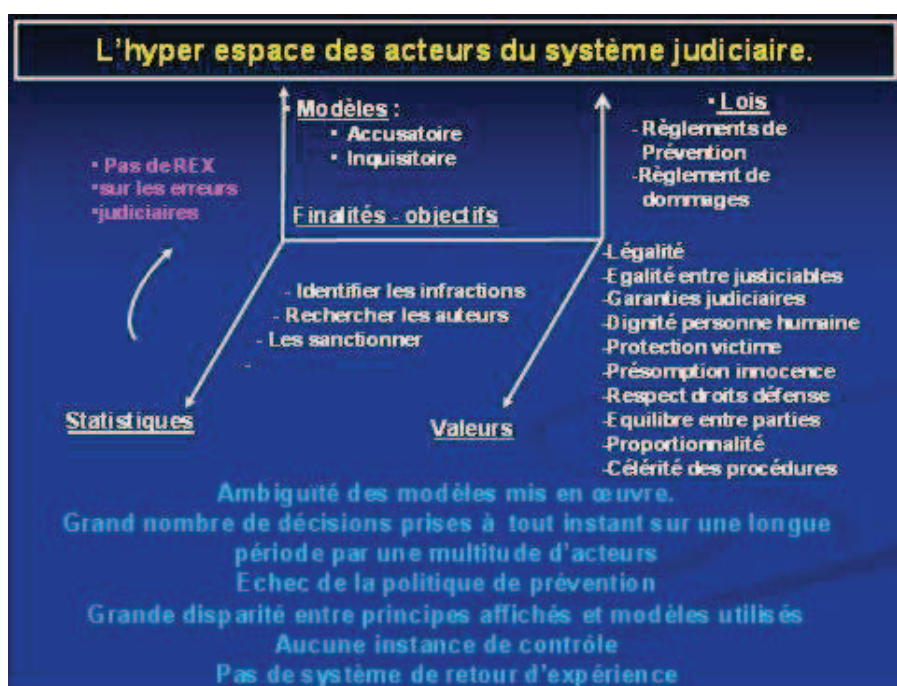 L'hyper espace des acteurs du système judiciaire.
- Modèles :
• Accusatoire
• Inquisitoire
• Lois
- Règlements de
Prévention
-Règlement de
dommages
• Pas de REX
•sur les erreurs
•judiciaires
Finalités - objectifs
- Identifier les infractions
- Rechercher les auteurs
- Les sanctionner
-
-Légalité
-Egalité entre justiciables
-Garanties judiciaires
-Dignité personne humaine
-Protection victime
-Présomption innocence
-Respect droits défense
-Equilibre entre parties
-Proportionnalité
-Célérité des procédures
Statistiques
Valeurs
Ambiguité des modèles mis en œuvre.
Grand nombre de décisions prises à tout instant sur une longue
période par une multitude d'acteurs
Echec de la politique de prévention
Grande disparité entre principes affichés et modèles utilisés
Aucune instance de contrôle
Pas de système de retour d'expérience